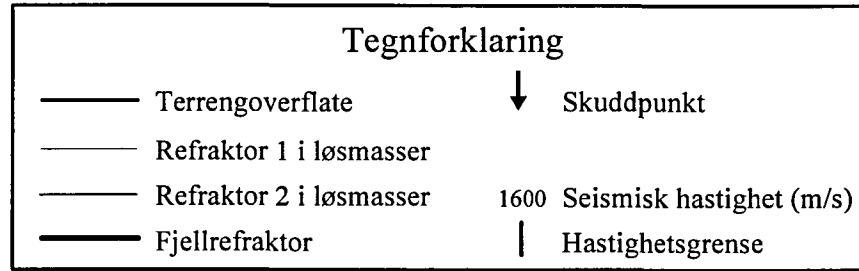 Tegnforklaring
Terrengoverflate
Skuddpunkt
Refraktor 1 i løsmasser
Refraktor 2 i løsmasser
1600 Seismisk hastighet (m/s)
Fjellrefraktor
Hastighetsgrense